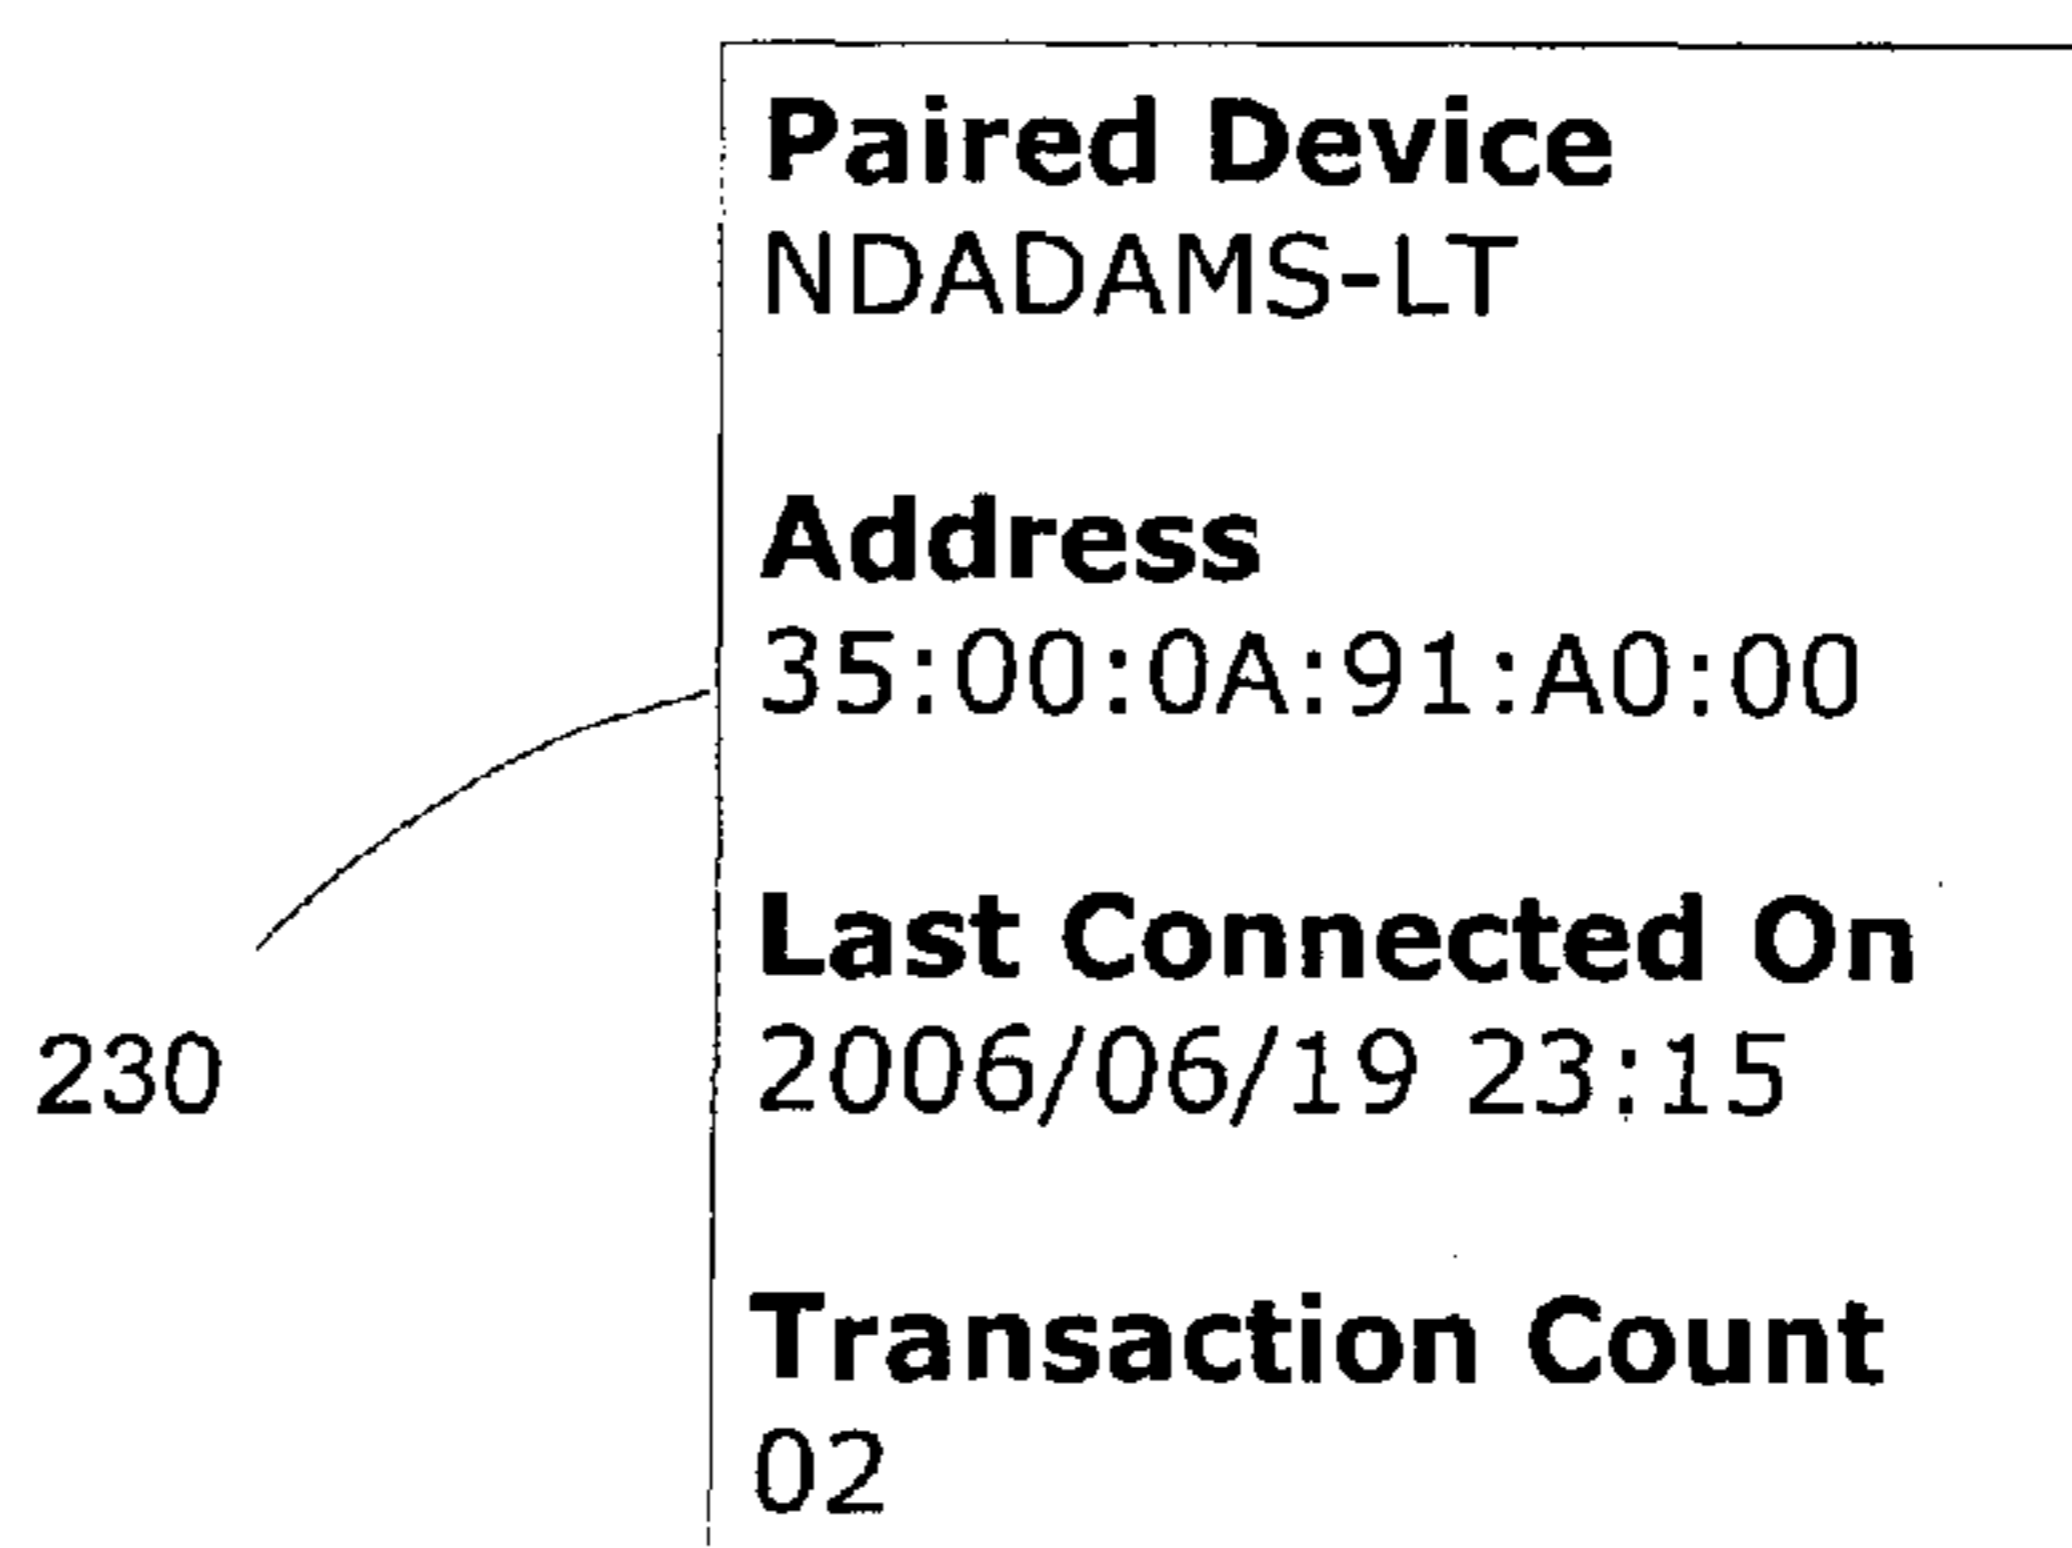 Paired Device
NDADAMS-LT
Address
35:00:0A:91:A0:00
Last Connected On
2006/06/19 23:15
230
Transaction Count
02